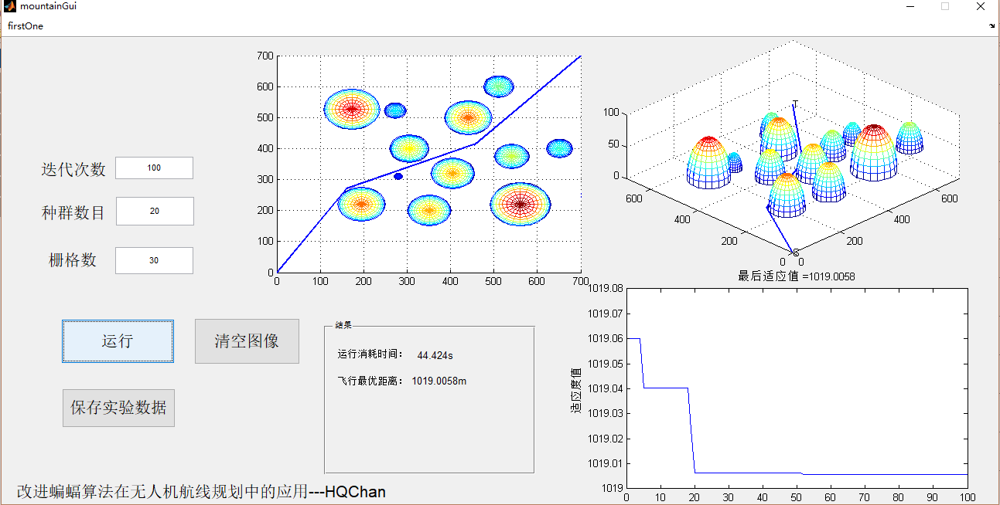 mountainGui
firstOne
迭代次数 100
种群数目 20
栅格数 30
运行
清空图像
保存实验数据
700
600
500
400
300
200
100
0
0 100 200 300 400 500 600 700
100
50
0
600
400
200
0
0
200
400
600
T
S
最后适应值 =1019.0058
适应度值
1019.08
1019.07
1019.06
1019.05
1019.04
1019.03
1019.02
1019.01
1019
0 10 20 30 40 50 60 70 80 90 100
结果
运行消耗时间： 44.424s
飞行最优距离： 1019.0058m
改进蝙蝠算法在无人机航线规划中的应用---HQChan